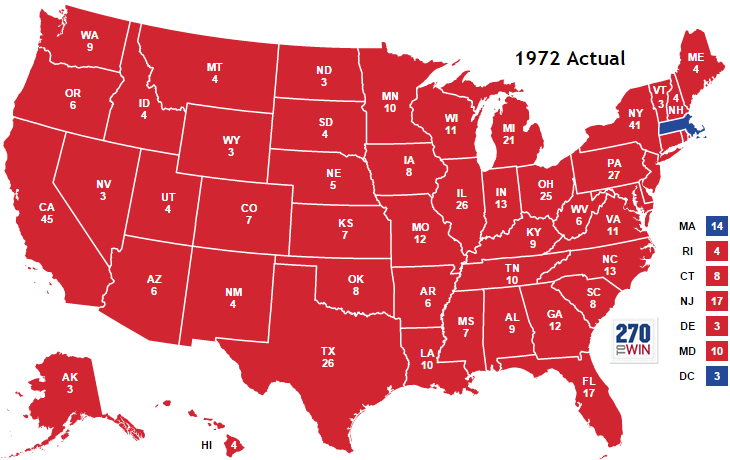 1972 Actual
WA
9
OR
6
CA
45
NV
3
ID
4
MT
4
WY
3
UT
4
AZ
6
CO
7
NM
4
ND
3
SD
4
NE
5
KS
7
OK
8
TX
26
MN
10
IA
8
MO
12
AR
6
LA
10
WI
11
IL
26
MI
21
IN
13
OH
25
KY
9
TN
10
MS
7
AL
9
GA
12
FL
17
SC
8
NC
13
VA
11
WV
6
PA
27
NY
41
VT
3
4
NH
ME
4
MA 14
RI 4
CT 8
NJ 17
DE 3
MD 10
DC 3
AK
3
HI 4
270
TO WIN